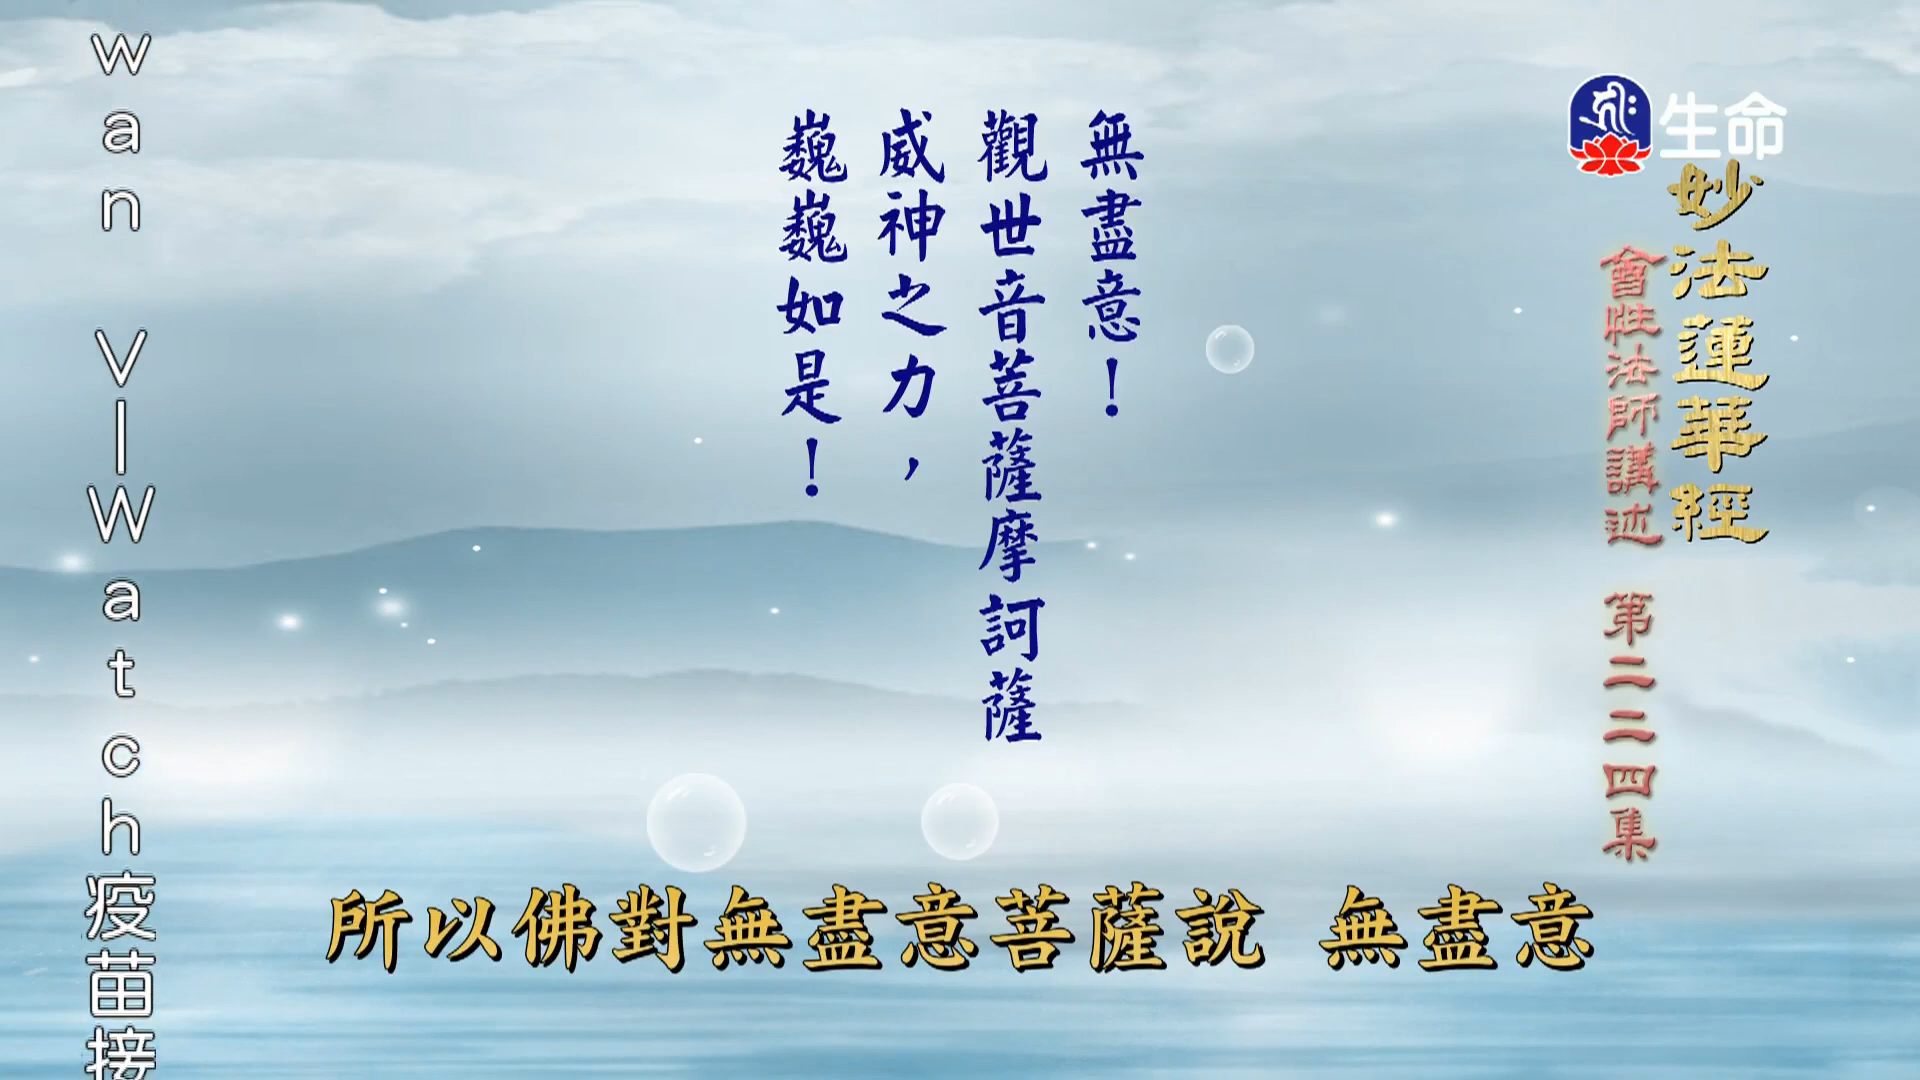 生命
妙法蓮華經
會性法師講述 第二二四集
無盡意！
觀世音菩薩摩訶薩
威神之力，
巍巍如是！
wan V-Watch疫苗接
所以佛對無盡意菩薩說 無盡意